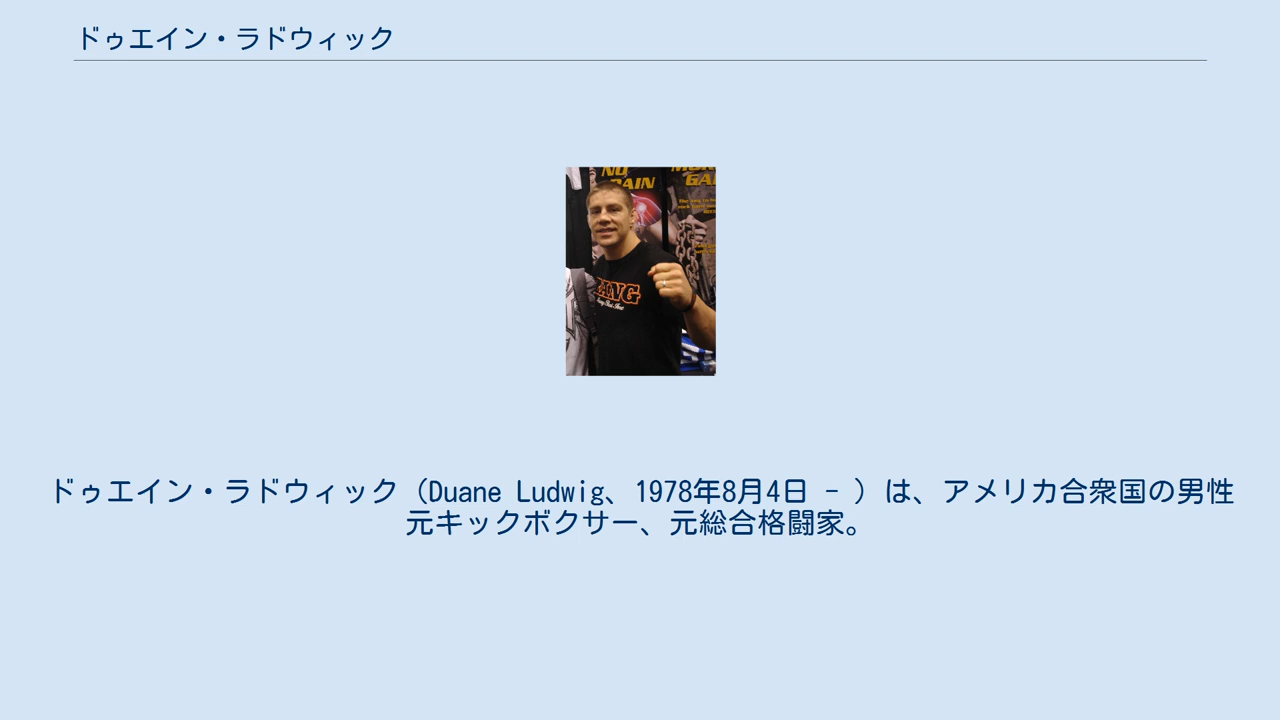 ドゥエイン・ラドウィック
NO
PAIN
GAI
ドゥエイン・ラドウィック（Duane Ludwig、1978年8月4日 - ）は、アメリカ合衆国の男性
元キックボクサー、元総合格闘家。